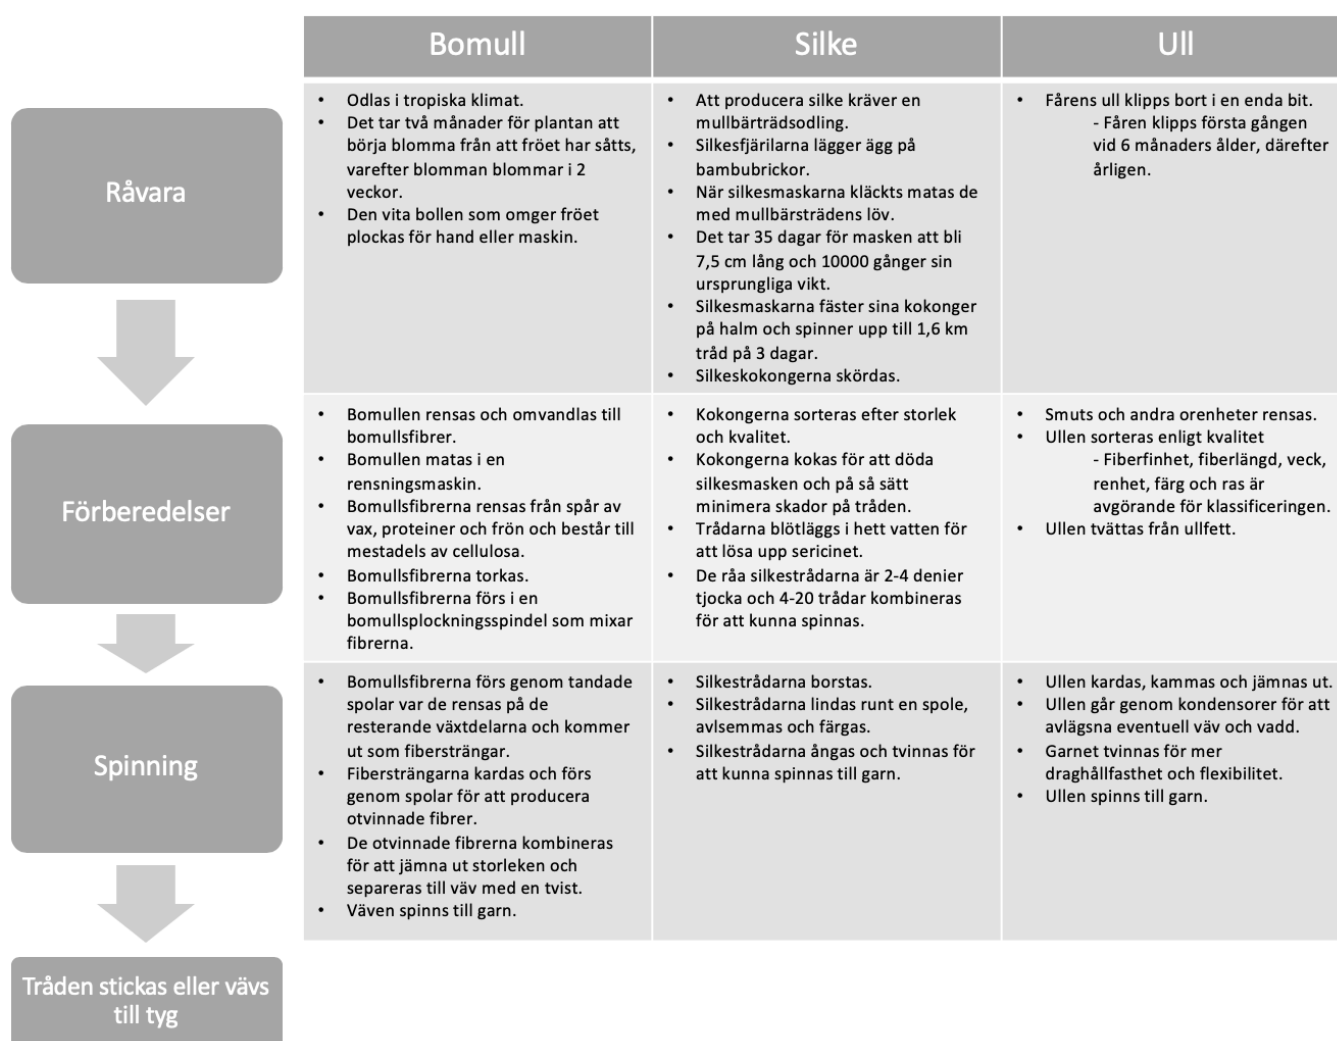 Bomull
Silke
Ull
Råvara
• Odlas i tropiska klimat.
• Det tar två månader för plantan att
börja blomma från att fröet har såtts,
varefter blomman blommar i 2
veckor.
• Den vita bollen som omger fröet
plockas för hand eller maskin.
• Att producera silke kräver en
mullbärträdsodling.
• Silkesfjärilarna lägger ägg på
bambubrickor.
• När silkesmaskarna kläckts matas de
med mullbärsträdens löv.
• Det tar 35 dagar för masken att bli
7,5 cm lång och 10000 gånger sin
ursprungliga vikt.
• Silkesmaskarna fäster sina kokonger
på halm och spinner upp till 1,6 km
tråd på 3 dagar.
• Silkeskokongerna skördas.
• Fårens ull klipps bort i en enda bit.
- Fåren klipps första gången
vid 6 månaders ålder, därefter
årligen.
Förberedelser
• Bomullen rensas och omvandlas till
bomullsfibrer.
• Bomullen matas i en
rensningsmaskin.
• Bomullsfibrerna rensas från spår av
vax, proteiner och frön och består till
mestadels av cellulosa.
• Bomullsfibrerna torkas.
• Bomullsfibrerna förs i en
bomullsplockningsspindel som mixar
fibrerna.
• Kokongerna sorteras efter storlek
och kvalitet.
• Kokongerna kokas för att döda
silkesmasken och på så sätt
minimera skador på tråden.
• Trådarna blötläggs i hett vatten för
att lösa upp sericinet.
• De råa silkestrådarna är 2-4 denier
tjocka och 4-20 trådar kombineras
för att kunna spinnas.
• Smuts och andra orenheter rensas.
• Ullen sorteras enligt kvalitet
- Fiberfinhet, fiberlängd, veck,
renhet, färg och ras är
avgörande för klassificeringen.
• Ullen tvättas från ullfett.
Spinning
• Bomullsfibrerna förs genom tandade
spolar var de rensas på de
resterande växtdelarna och kommer
ut som fibersträngar.
• Fibersträngarna kardas och förs
genom spolar för att producera
otvinnade fibrer.
• De otvinnade fibrerna kombineras
för att jämna ut storleken och
separeras till väv med en tvist.
• Väven spinns till garn.
• Silkestrådarna borstas.
• Silkestrådarna lindas runt en spole,
avlsemmas och färgas.
• Silkestrådarna ångas och tvinnas för
att kunna spinnas till garn.
• Ullen kardas, kammas och jämnas ut.
• Ullen går genom kondensorer för att
avlägsna eventuell väv och vadd.
• Garnet tvinnas för mer
draghållfasthet och flexibilitet.
• Ullen spinns till garn.
Tråden stickas eller vävs
till tyg